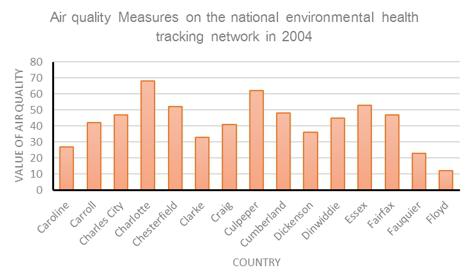 Air quality Measures on the national environmental health
tracking network in 2004
VALUE OF AIR QUALITY
80
70
60
50
40
30
20
10
0
Caroline
Carroll
Charles City
Charlotte
Chesterfield
Clarke
Craig
Culpeper
Cumberland
Dickenson
Dinwiddie
Essex
Fairfax
Fauquier
Floyd
COUNTRY